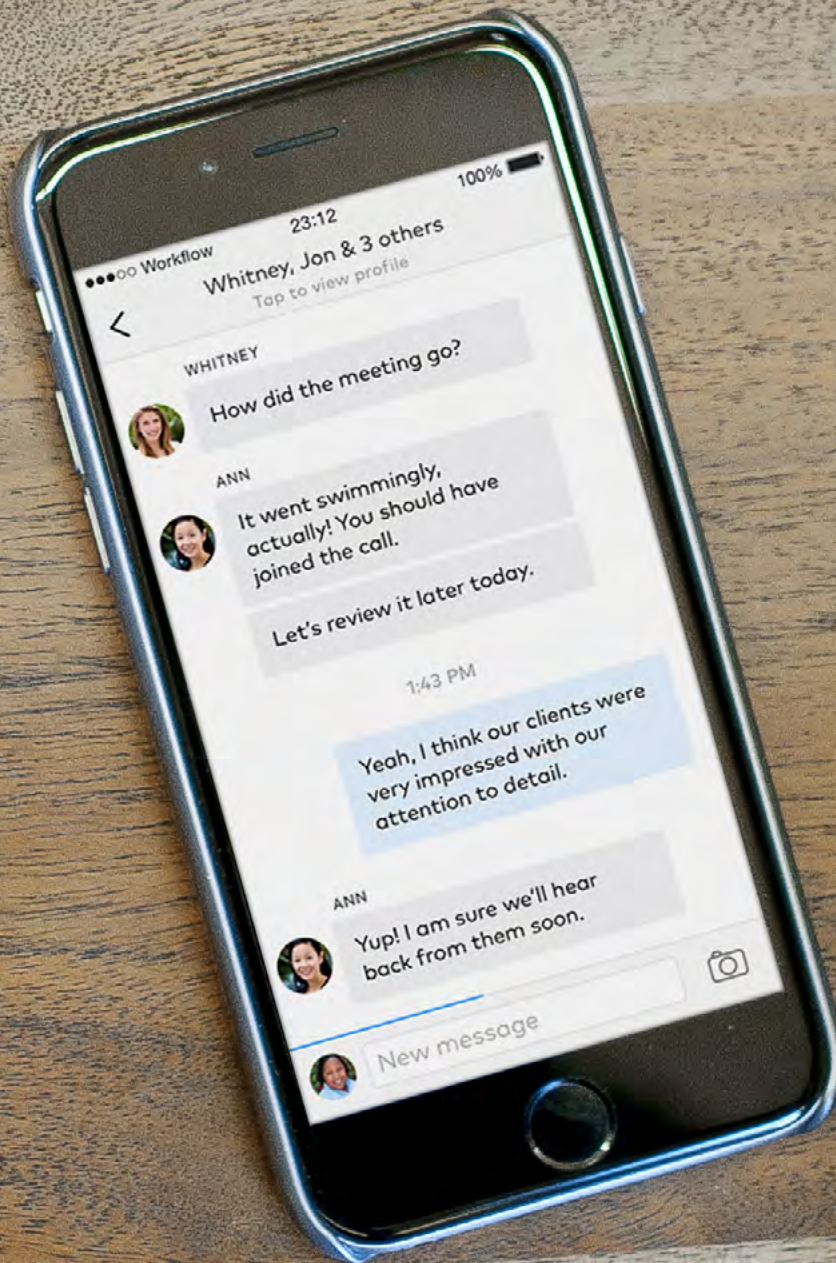 100%
23:12
●●●○○ Workflow
Whitney, Jon & 3 others
Tap to view profile
WHITNEY
How did the meeting go?
ANN
It went swimmingly,
actually! You should have
joined the call.
Let's review it later today.
1:43 PM
Yeah, I think our clients were
very impressed with our
attention to detail.
ANN
Yup! I am sure we'll hear
back from them soon.
New message